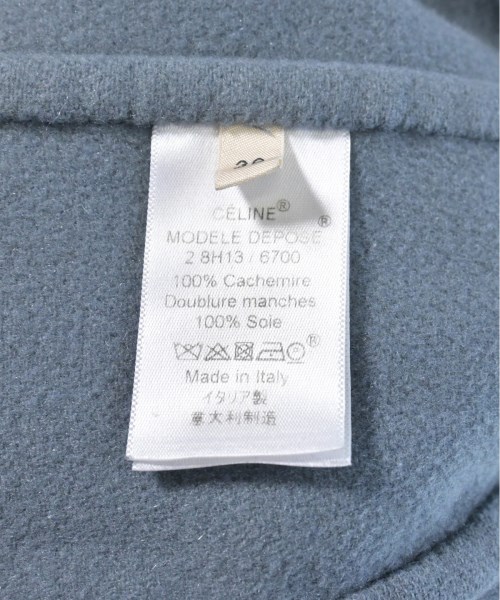 CÉLINE®
MODELE DEPOSE®
2 8H13 / 6700
100% Cachemire
Doublure manches
100% Soie
®
Made in Italy
イタリア製
意大利制造